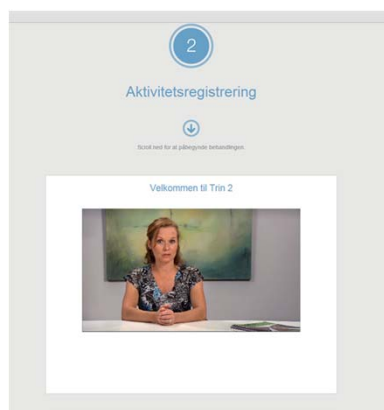 2
Aktivitetsregistrering
Scroll ned for at påbegynde behandlingen.
Velkommen til Trin 2